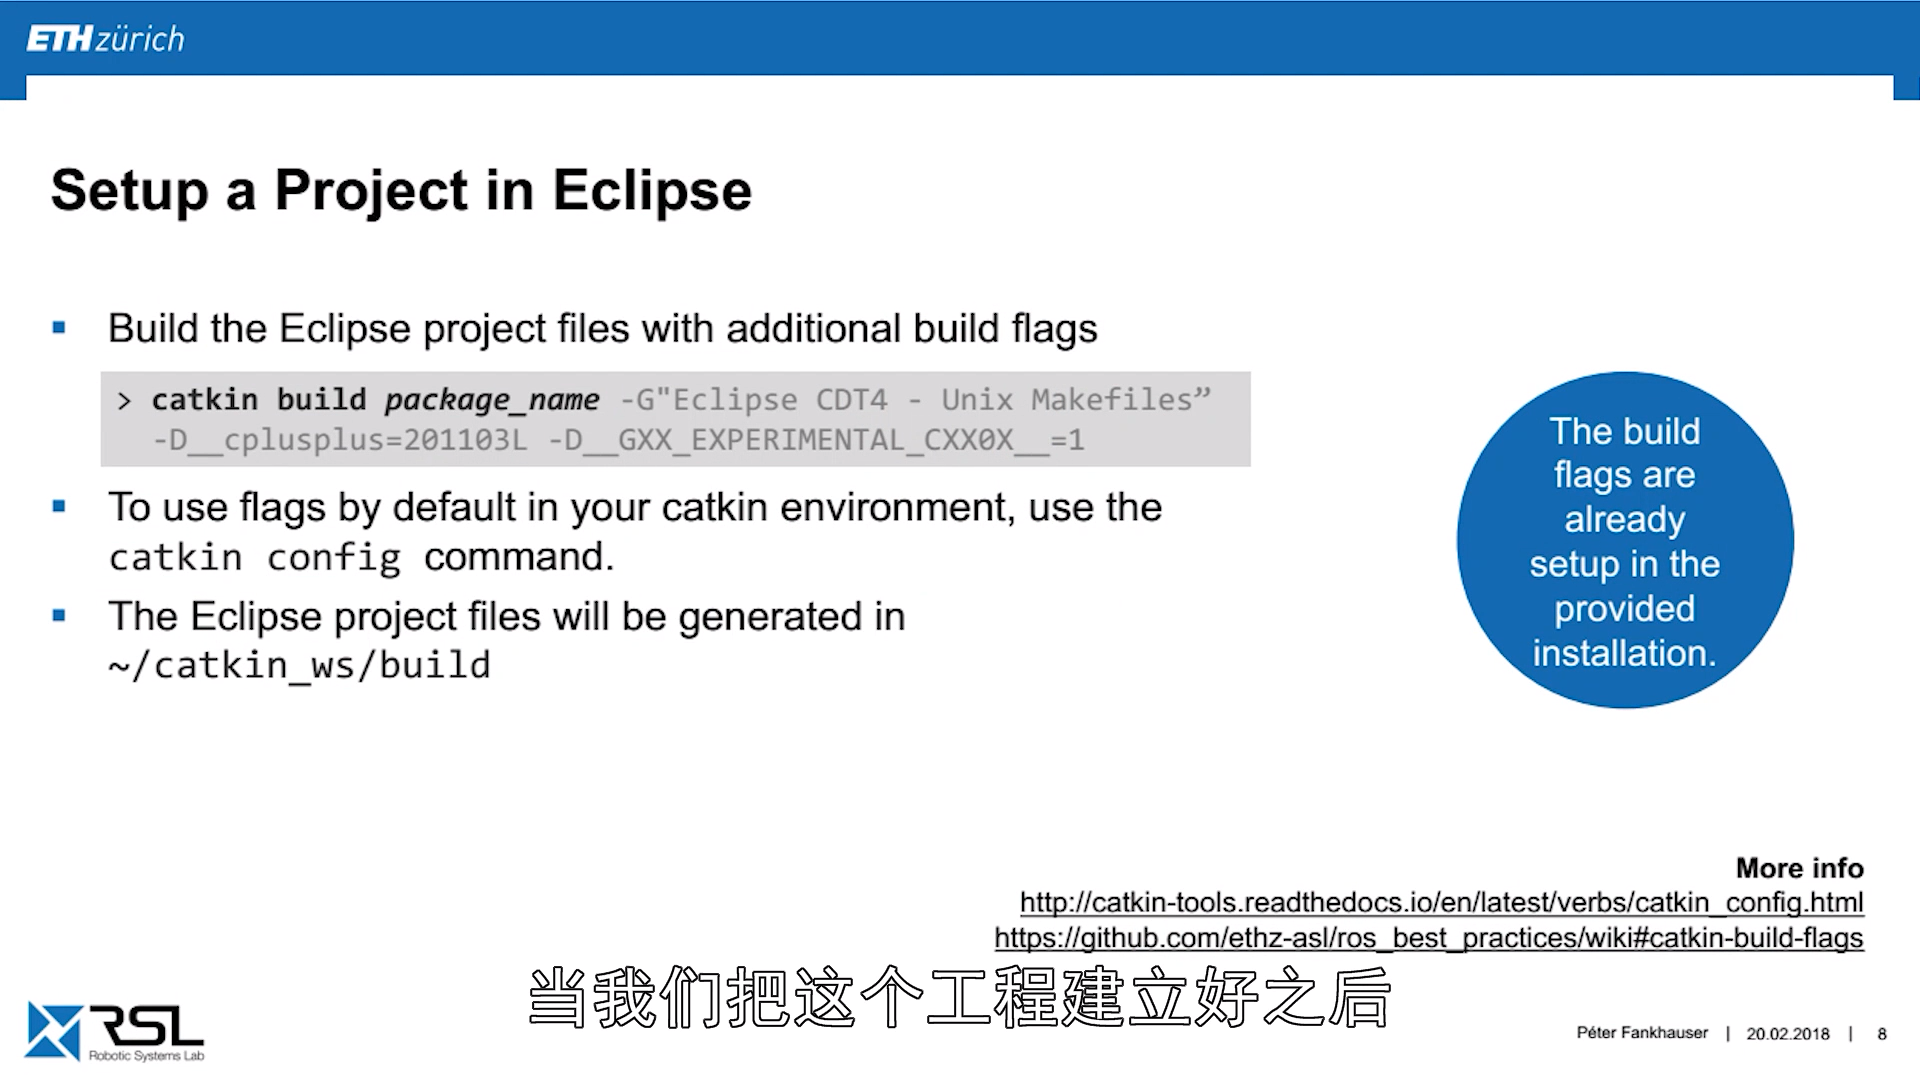 ETH zürich
Setup a Project in Eclipse
▪ Build the Eclipse project files with additional build flags
> catkin build package_name -G"Eclipse CDT4 - Unix Makefiles”
-D__cplusplus=201103L -D__GXX_EXPERIMENTAL_CXX0X__=1
▪ To use flags by default in your catkin environment, use the
catkin config command.
▪ The Eclipse project files will be generated in
~/catkin_ws/build
The build
flags are
already
setup in the
provided
installation.
More info
http://catkin-tools.readthedocs.io/en/latest/verbs/catkin_config.html
https://github.com/ethz-asl/ros_best_practices/wiki#catkin-build-flags
当我们把这个工程建立好之后
RSL
Robotic Systems Lab
Péter Fankhauser | 20.02.2018 | 8